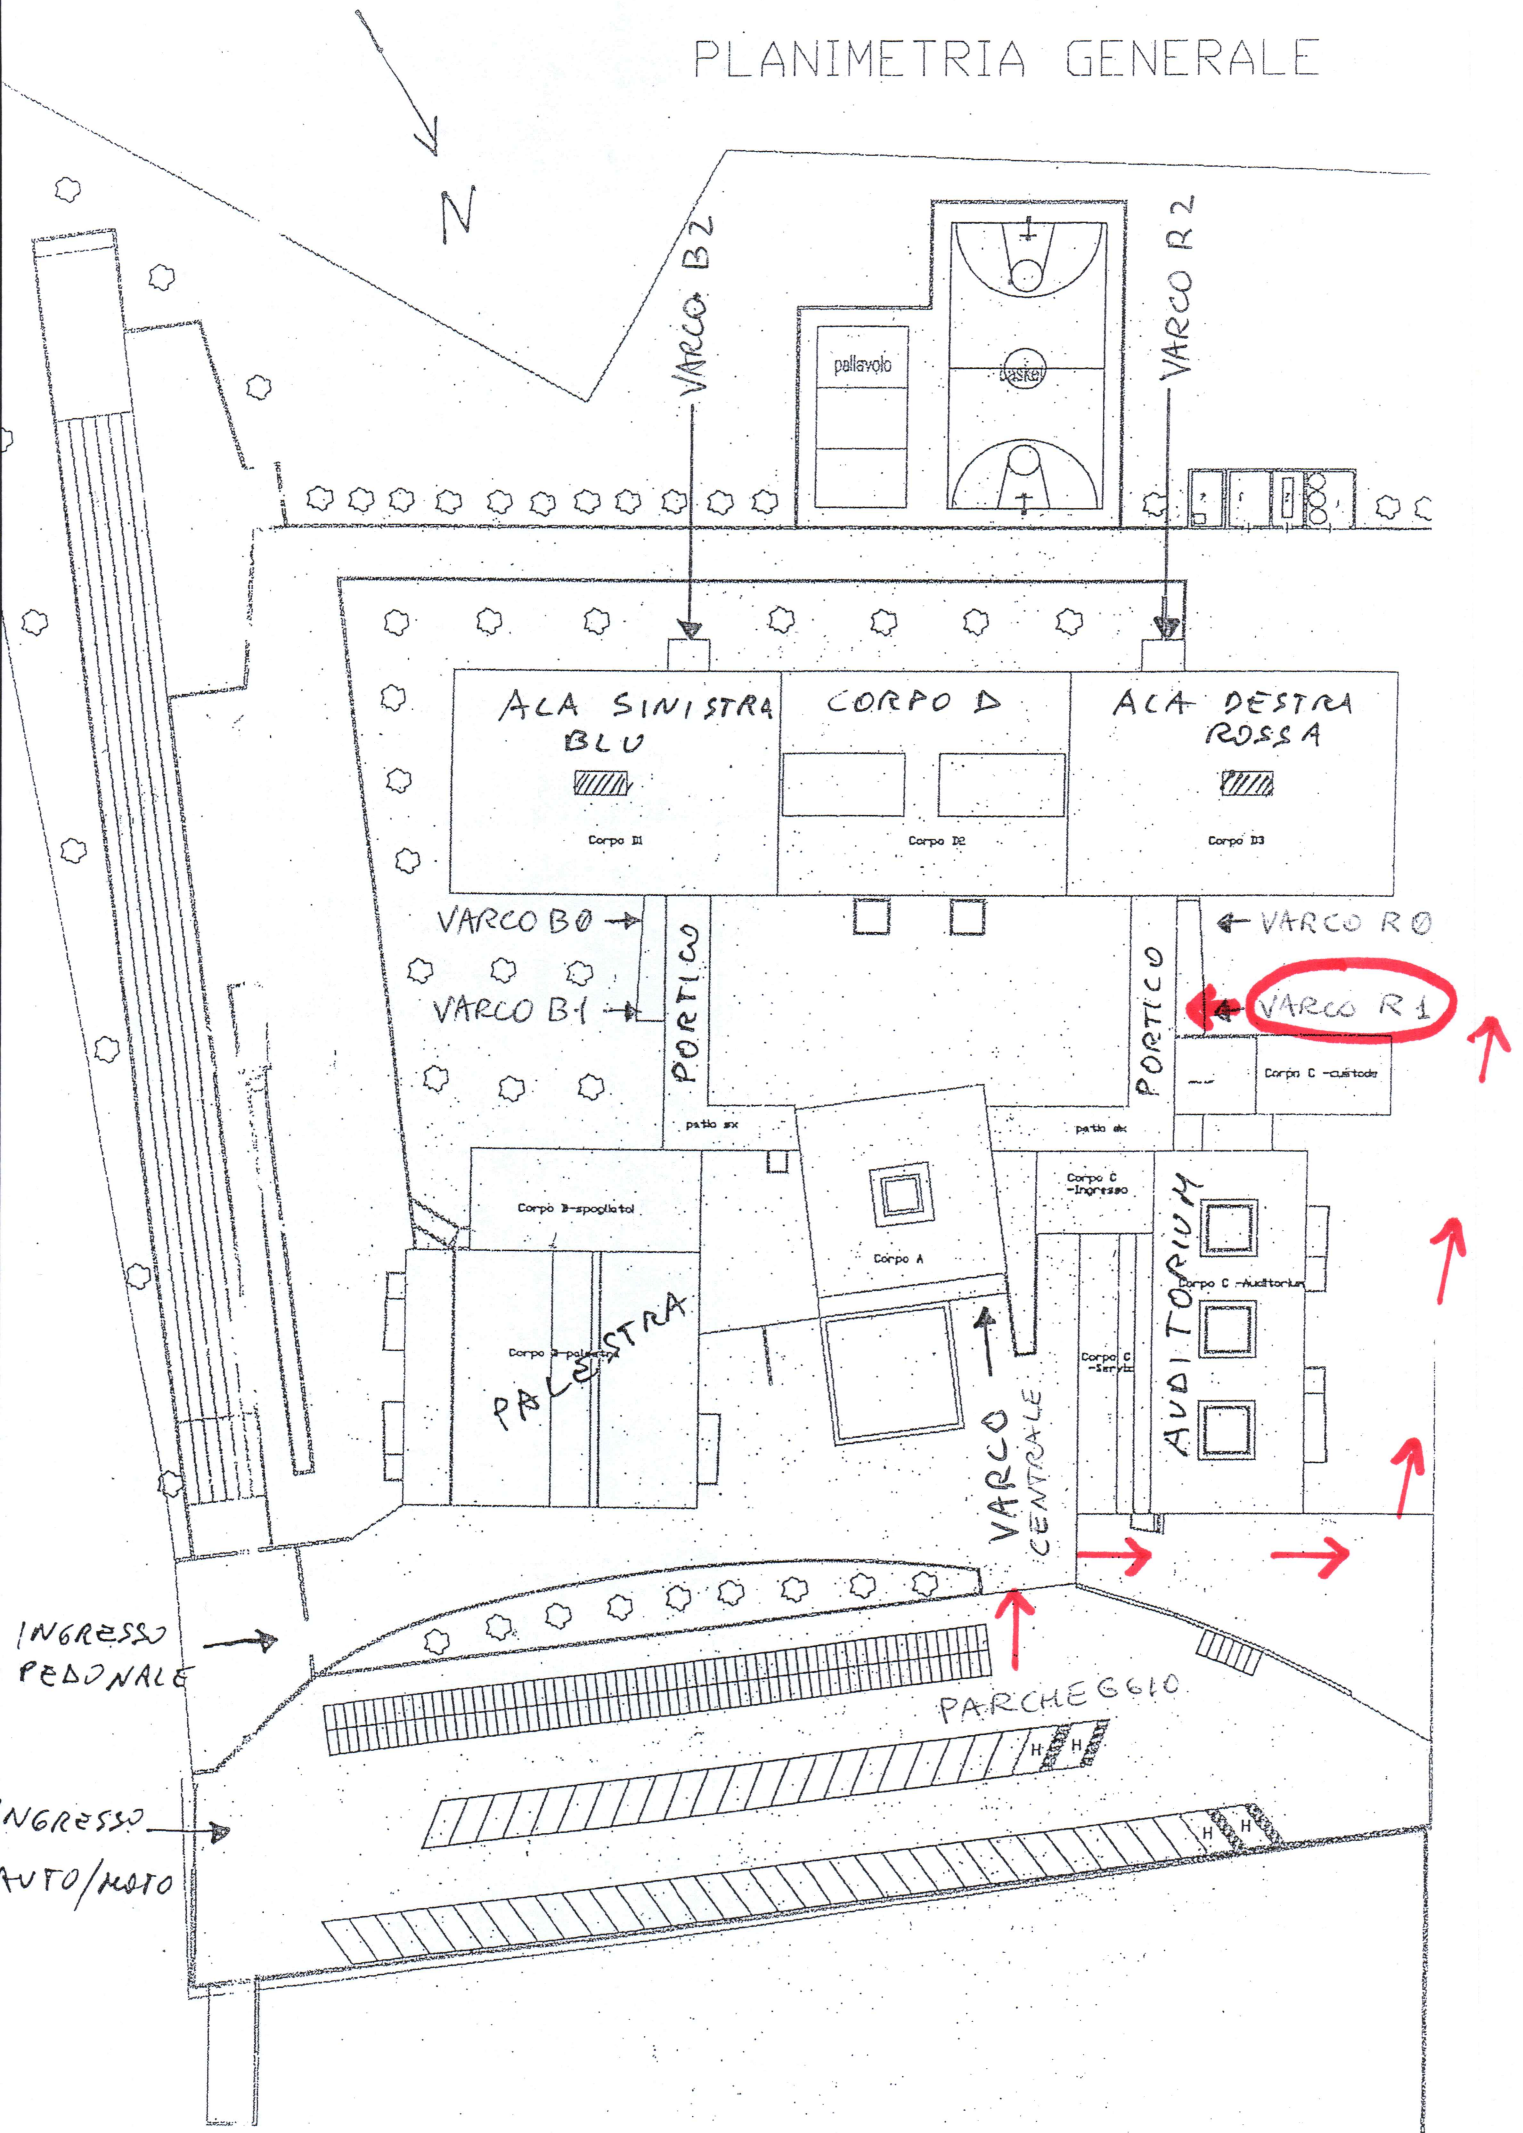 PLANIMETRIA GENERALE
N
VARCO B2
VARCO R2
pallavolo
basket
ALA SINISTRA
BLU
CORPO D
ALA DESTRA
ROSSA
Corpo D1
Corpo D2
Corpo D3
VARCO B0
PORTICO
VARCO B1
PORTICO
VARCO R0
VARCO R1
Corpo C -custode
patio sx
patio dx
Corpo B-spogliatoi
Corpo A
Corpo C
-Ingresso
AUDITORIUM
Corpo C -Auditorium
Corpo B-palestra
PALESTRA
Corpo C
-Servizi
VARCO
CENTRALE
INGRESSO
PEDONALE
PARCHEGGIO
H H
INGRESSO
AUTO/MOTO
H H